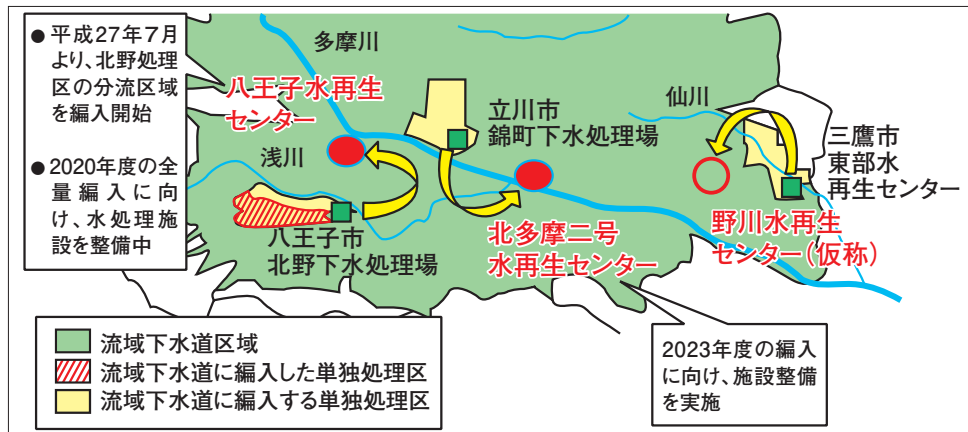 ● 平成27年7月
より、北野処理
区の分流区域
を編入開始
● 2020年度の全
量編入に向
け、水処理施
設を整備中
多摩川
八王子水再生
センター
浅川
八王子市
北野下水処理場
立川市
錦町下水処理場
北多摩二号
水再生センター
仙川
三鷹市
東部水
再生センター
野川水再生
センター(仮称)
流域下水道区域
流域下水道に編入した単独処理区
流域下水道に編入する単独処理区
2023年度の編入
に向け、施設整備
を実施